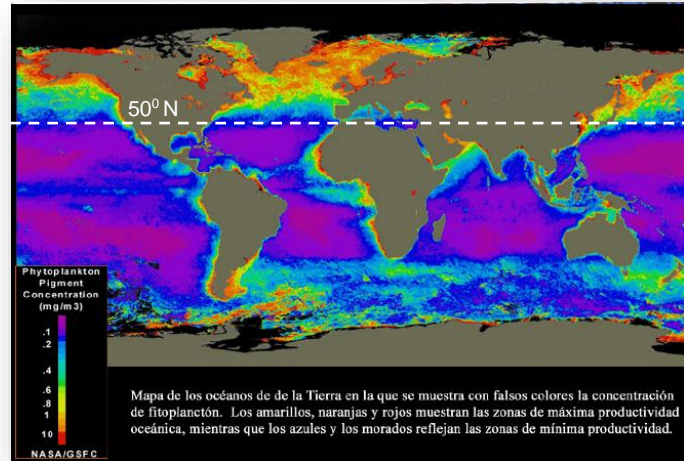 50⁰ N
Phytoplankton
Pigment
Concentration
(mg/m3)
.1
.2
.4
.6
.8
1
10
NASA/GSFC
Mapa de los océanos de de la Tierra en la que se muestra con falsos colores la concentración
de fitoplanctón. Los amarillos, naranjas y rojos muestran las zonas de máxima productividad
oceánica, mientras que los azules y los morados reflejan las zonas de mínima productividad.